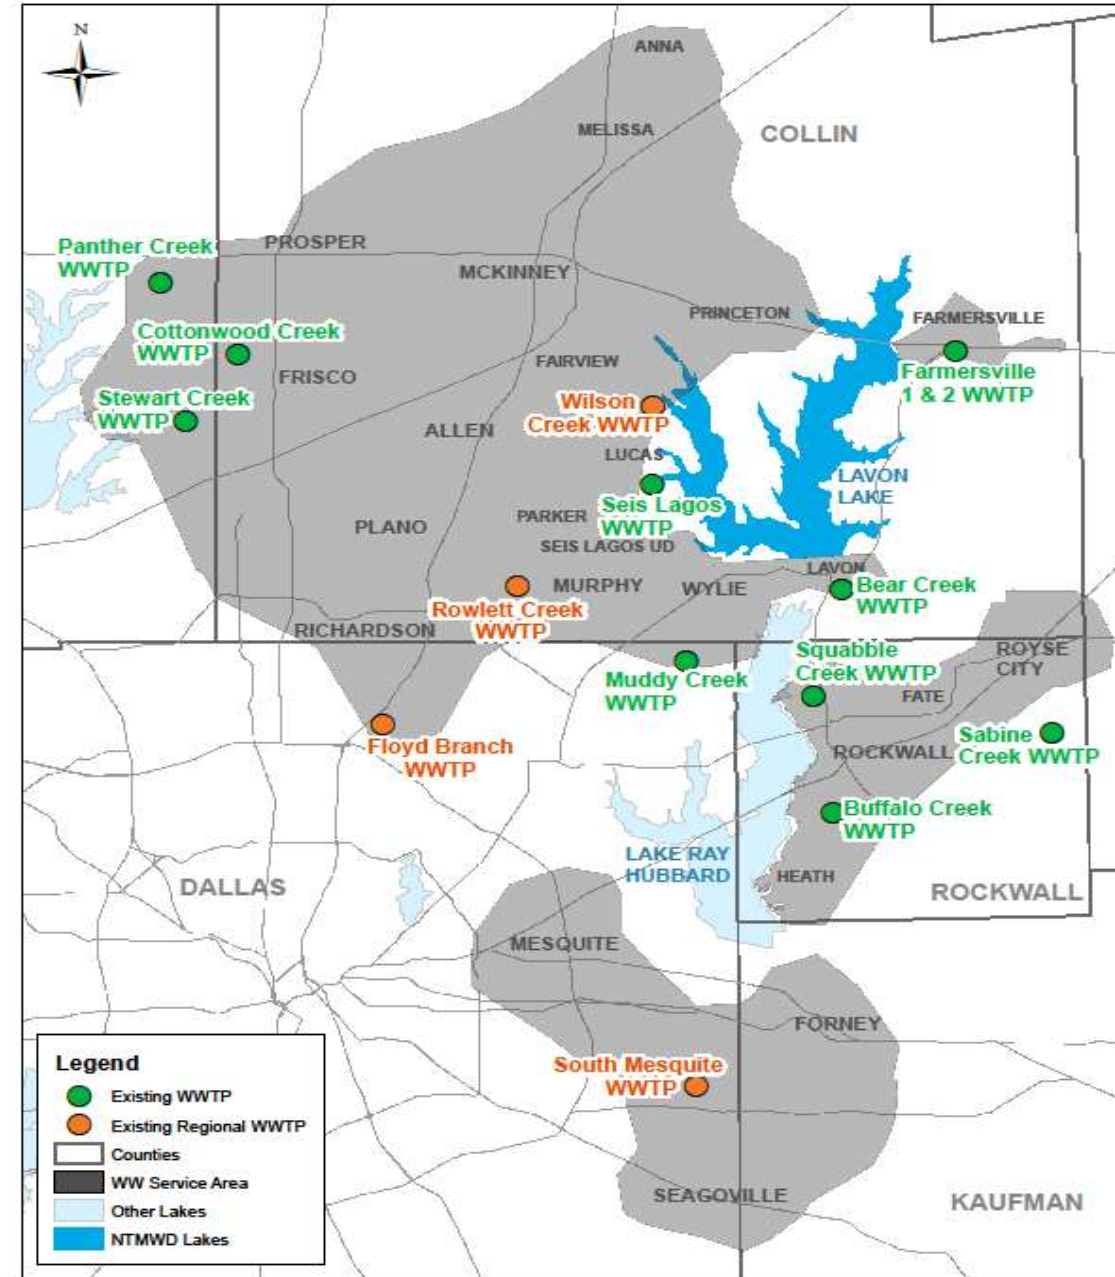 N
ANNA
MELISSA
COLLIN
Panther Creek
WWTP
PROSPER
MCKINNEY
PRINCETON
FARMERSVILLE
Cottonwood Creek
WWTP
FRISCO
FAIRVIEW
Farmersville
1 & 2 WWTP
Stewart Creek
WWTP
Wilson
Creek WWTP
ALLEN
LUCAS
LAVON
LAKE
Seis Lagos
WWTP
PLANO
PARKER
SEIS LAGOS UD
LAVON
MURPHY
WYLIE
Bear Creek
WWTP
Rowlett Creek
WWTP
RICHARDSON
Squabble
Creek WWTP
ROYSE
CITY
Muddy Creek
WWTP
FATE
Floyd Branch
WWTP
ROCKWALL
Sabine
Creek WWTP
Buffalo Creek
WWTP
LAKE RAY
HUBBARD
HEATH
DALLAS
ROCKWALL
MESQUITE
FORNEY
South Mesquite
WWTP
SEAGOVILLE
KAUFMAN
Legend
Existing WWTP
Existing Regional WWTP
Counties
WW Service Area
Other Lakes
NTMWD Lakes